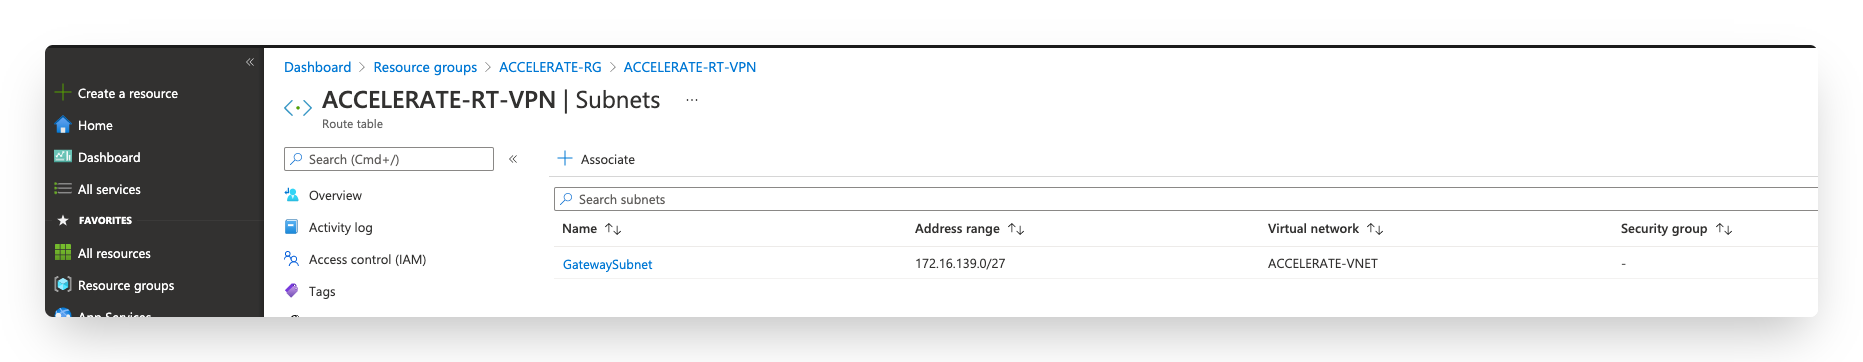 «
Create a resource
Home
Dashboard
All services
FAVORITES
All resources
Resource groups
App Services
Dashboard > Resource groups > ACCELERATE-RG > ACCELERATE-RT-VPN
ACCELERATE-RT-VPN | Subnets ...
Route table
Search (Cmd+/) «
Overview
Activity log
Access control (IAM)
Tags
+ Associate
Search subnets
Name ↑↓ Address range ↑↓ Virtual network ↑↓ Security group ↑↓
GatewaySubnet 172.16.139.0/27 ACCELERATE-VNET -